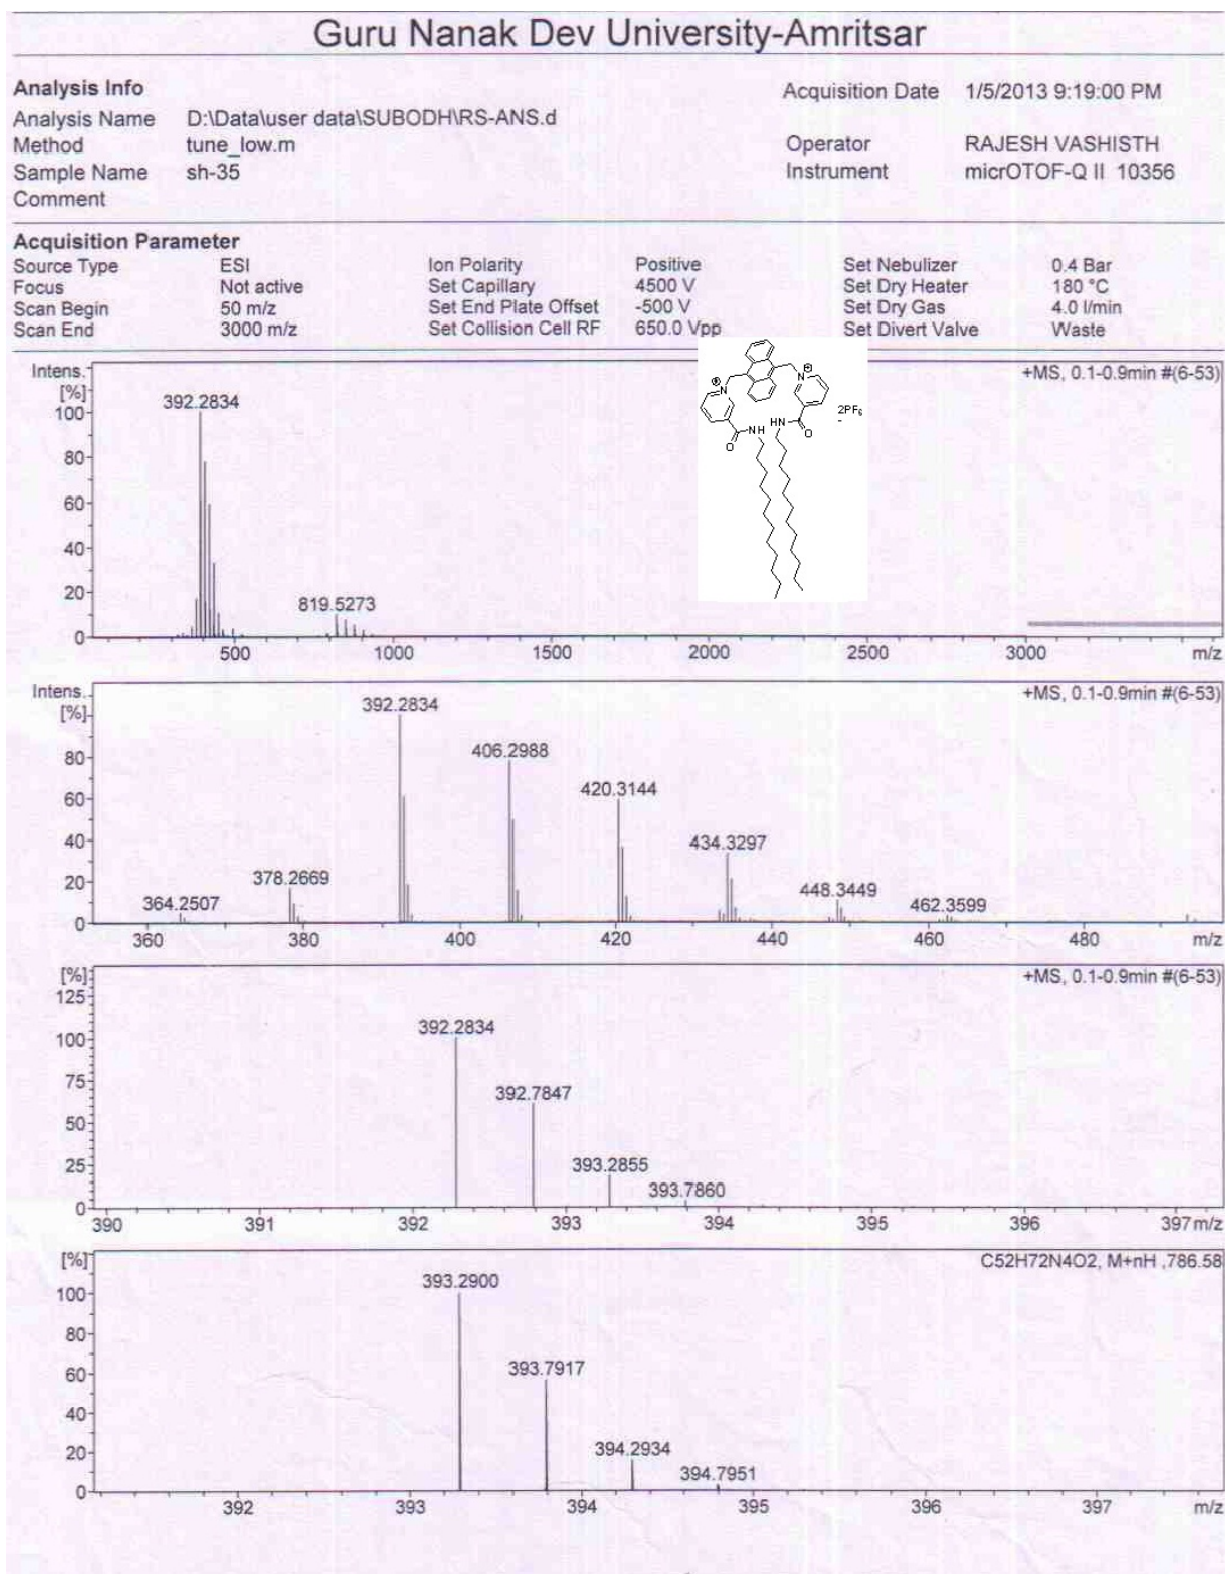 Guru Nanak Dev University-Amritsar
Analysis Info
Acquisition Date 1/5/2013 9:19:00 PM
Analysis Name D:\Data\user data\SUBODH\RS-ANS.d
Method tune_low.m Operator RAJESH VASHISTH
Sample Name sh-35 Instrument micrOTOF-Q II 10356
Comment
Acquisition Parameter
Source Type ESI Ion Polarity Positive Set Nebulizer 0.4 Bar
Focus Not active Set Capillary 4500 V Set Dry Heater 180 °C
Scan Begin 50 m/z Set End Plate Offset -500 V Set Dry Gas 4.0 l/min
Scan End 3000 m/z Set Collision Cell RF 650.0 Vpp Set Divert Valve Waste
Intens. [%]
+MS, 0.1-0.9min #(6-53)
100
80
60
40
20
0
392.2834
819.5273
⊕ N N ⊕
2PF6
-
O NH HN O
500 1000 1500 2000 2500 3000 m/z
Intens. [%]
+MS, 0.1-0.9min #(6-53)
80
60
40
20
0
364.2507
378.2669
392.2834
406.2988
420.3144
434.3297
448.3449
462.3599
360 380 400 420 440 460 480 m/z
[%]
+MS, 0.1-0.9min #(6-53)
125
100
75
50
25
0
392.2834
392.7847
393.2855
393.7860
390 391 392 393 394 395 396 397 m/z
[%]
C52H72N4O2, M+nH ,786.58
100
80
60
40
20
0
393.2900
393.7917
394.2934
394.7951
392 393 394 395 396 397 m/z